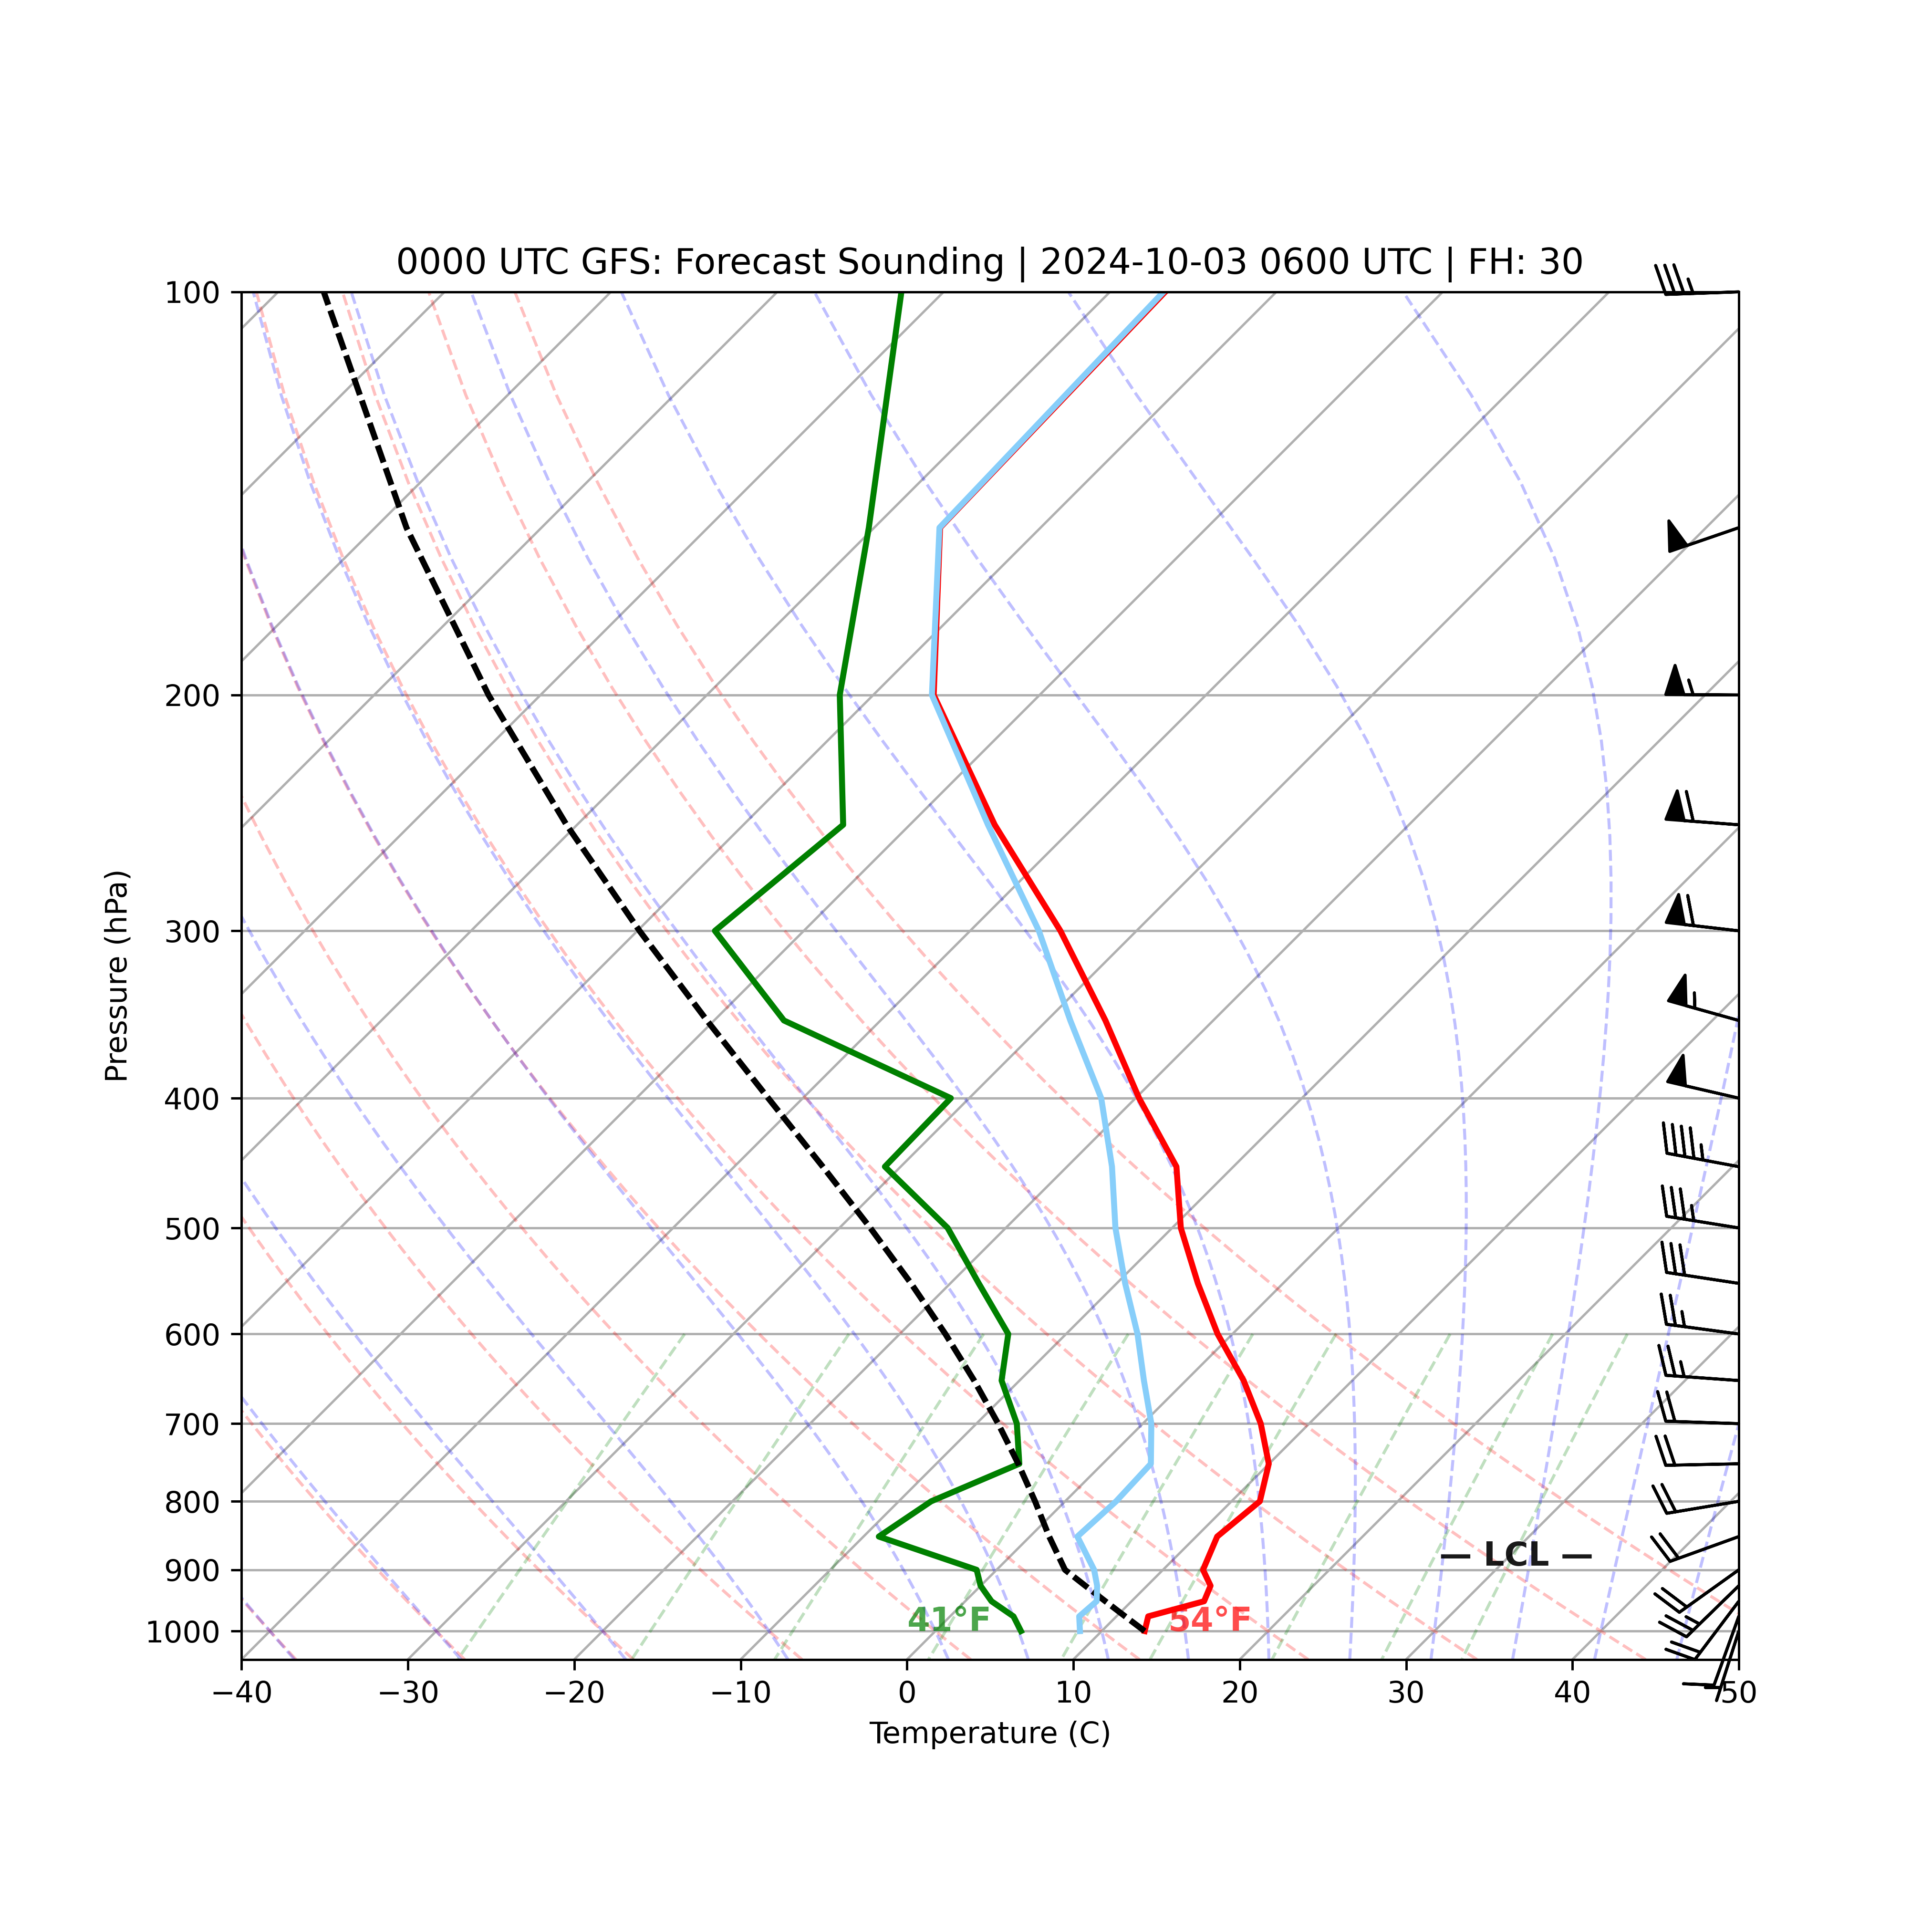 0000 UTC GFS: Forecast Sounding | 2024-10-03 0600 UTC | FH: 30
100
200
300
400
500
600
700
800
900
1000
Pressure (hPa)
— LCL —
41°F
54°F
−40 −30 −20 −10 0 10 20 30 40 50
Temperature (C)